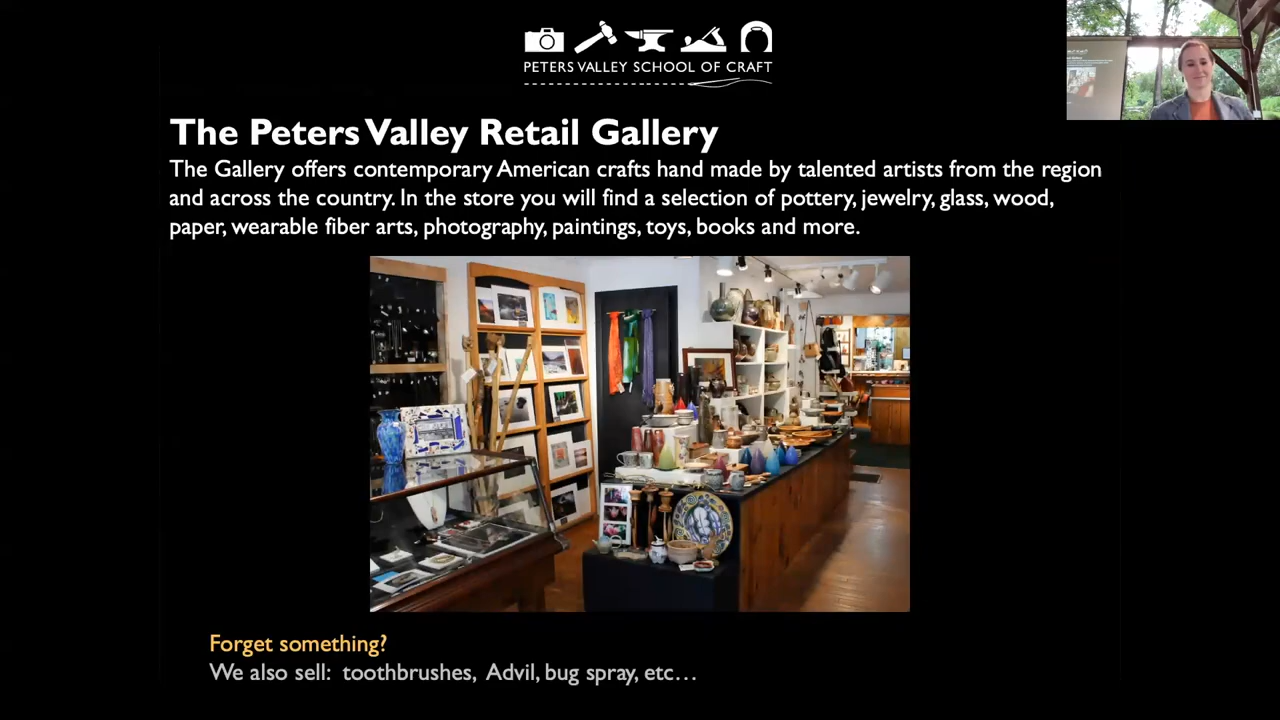 PETERS VALLEY SCHOOL OF CRAFT
The Peters Valley Retail Gallery
The Gallery offers contemporary American crafts hand made by talented artists from the region
and across the country. In the store you will find a selection of pottery, jewelry, glass, wood,
paper, wearable fiber arts, photography, paintings, toys, books and more.
Forget something?
We also sell: toothbrushes, Advil, bug spray, etc…